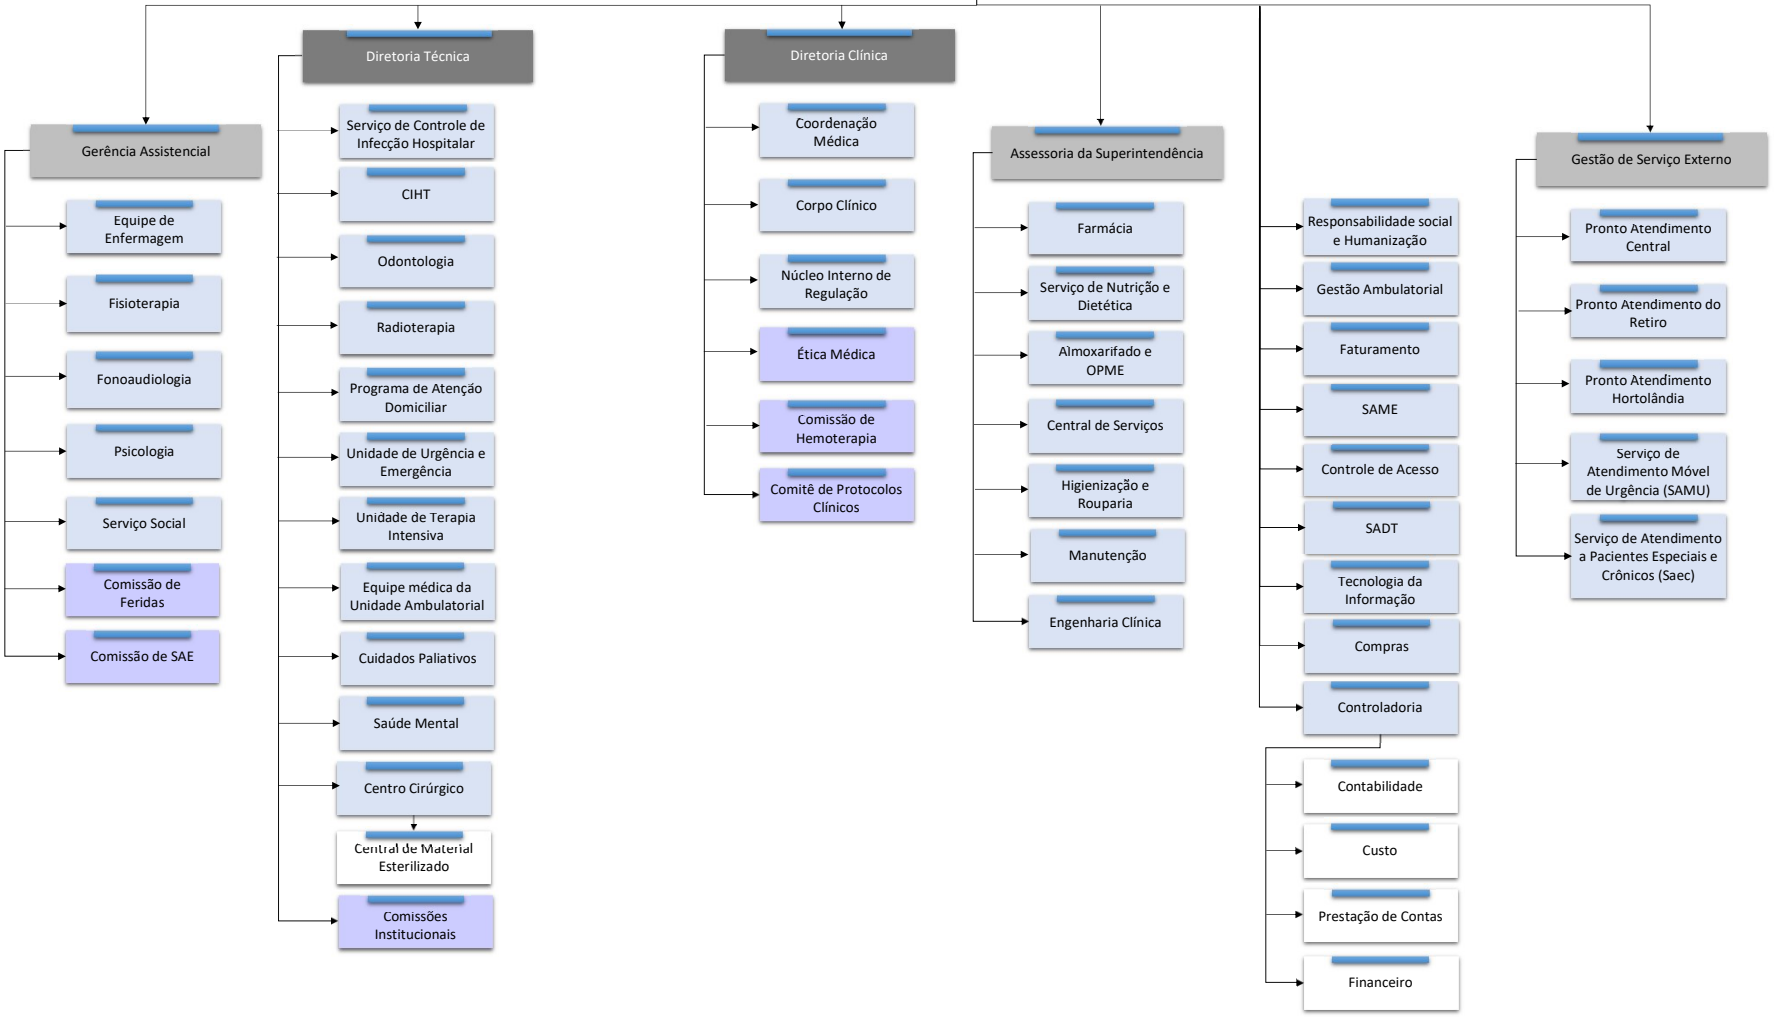 Gerência Assistencial
Equipe de
Enfermagem
Fisioterapia
Fonoaudiologia
Psicologia
Serviço Social
Comissão de
Feridas
Comissão de SAE
Diretoria Técnica
Serviço de Controle de
Infecção Hospitalar
CIHT
Odontologia
Radioterapia
Programa de Atenção
Domiciliar
Unidade de Urgência e
Emergência
Unidade de Terapia
Intensiva
Equipe médica da
Unidade Ambulatorial
Cuidados Paliativos
Saúde Mental
Centro Cirúrgico
Central de Material
Esterilizado
Comissões
Institucionais
Diretoria Clínica
Coordenação
Médica
Corpo Clínico
Núcleo Interno de
Regulação
Ética Médica
Comissão de
Hemoterapia
Comitê de Protocolos
Clínicos
Assessoria da Superintendência
Farmácia
Serviço de Nutrição e
Dietética
Almoxarifado e
OPME
Central de Serviços
Higienização e
Rouparia
Manutenção
Engenharia Clínica
Responsabilidade social
e Humanização
Gestão Ambulatorial
Faturamento
SAME
Controle de Acesso
SADT
Tecnologia da
Informação
Compras
Controladoria
Contabilidade
Custo
Prestação de Contas
Financeiro
Gestão de Serviço Externo
Pronto Atendimento
Central
Pronto Atendimento do
Retiro
Pronto Atendimento
Hortolândia
Serviço de
Atendimento Móvel
de Urgência (SAMU)
Serviço de Atendimento
a Pacientes Especiais e
Crônicos (Saec)